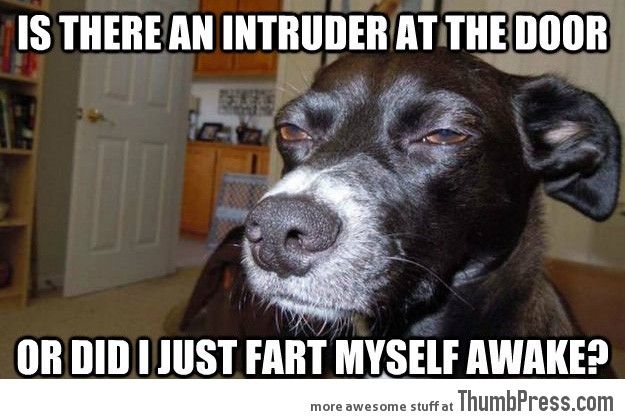 IS THERE AN INTRUDER AT THE DOOR
OR DID I JUST FART MYSELF AWAKE?
more awesome stuff at ThumbPress.com